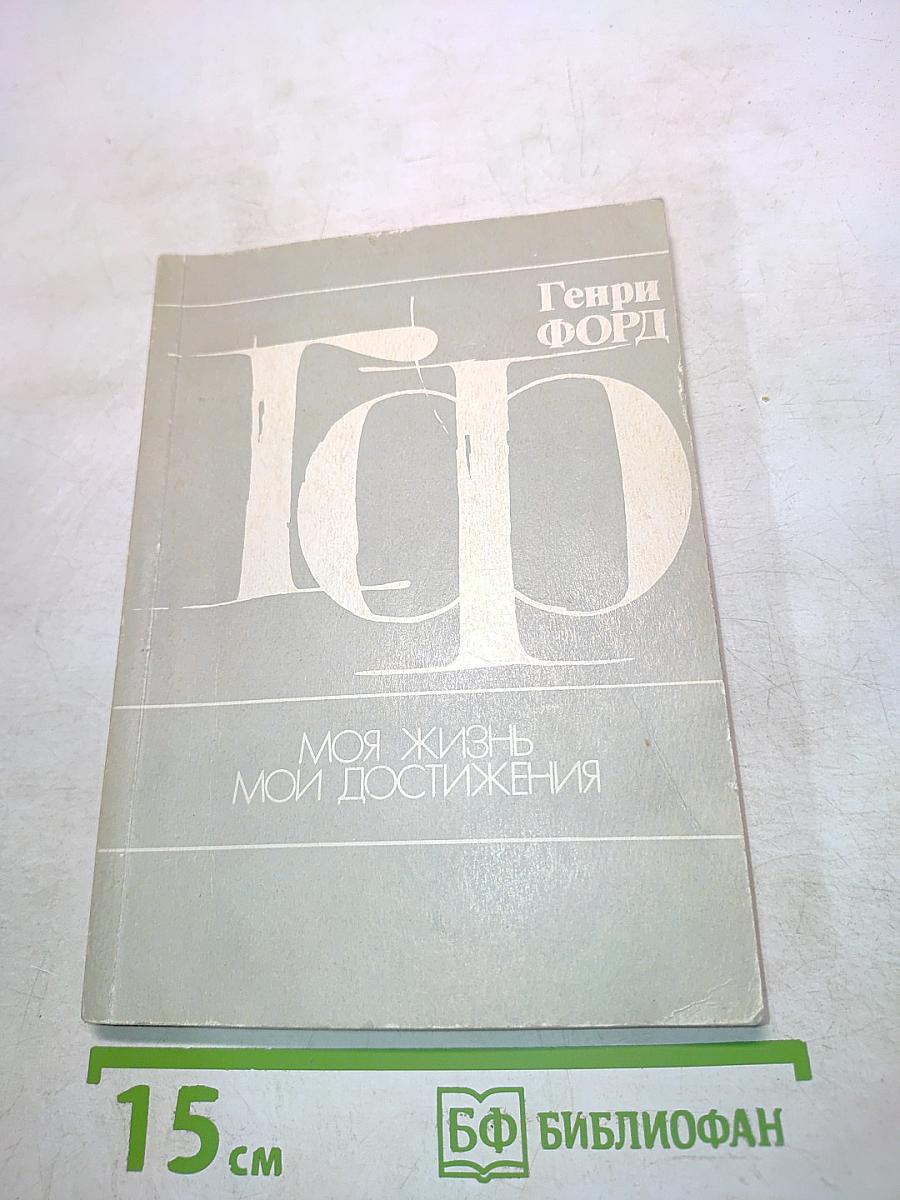 Генри
ФОРД
ГФ
МОЯ ЖИЗНЬ
МОИ ДОСТИЖЕНИЯ
15 см
БФ БИБЛИОФАН